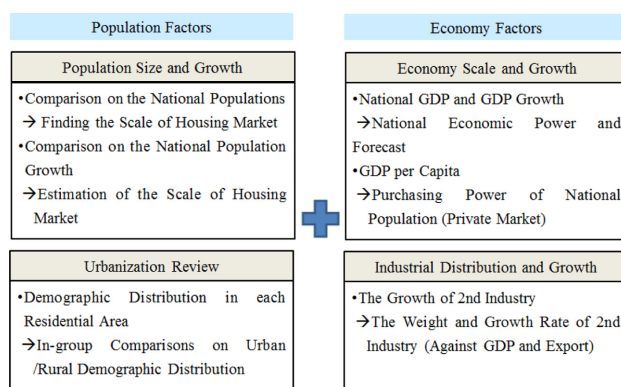 Population Factors
Population Size and Growth
•Comparison on the National Populations
→ Finding the Scale of Housing Market
•Comparison on the National Population
Growth
→Estimation of the Scale of Housing
Market
Urbanization Review
•Demographic Distribution in each
Residential Area
→In-group Comparisons on Urban
/Rural Demographic Distribution
Economy Factors
Economy Scale and Growth
•National GDP and GDP Growth
→National Economic Power and
Forecast
•GDP per Capita
→Purchasing Power of National
Population (Private Market)
Industrial Distribution and Growth
•The Growth of 2nd Industry
→The Weight and Growth Rate of 2nd
Industry (Against GDP and Export)